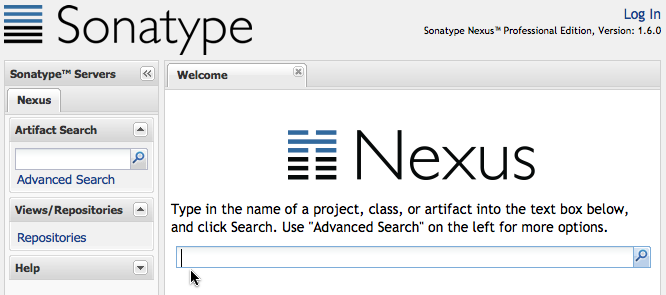 Sonatype
Log In
Sonatype Nexus™ Professional Edition, Version: 1.6.0
Sonatype™ Servers
Nexus
Artifact Search
Advanced Search
Views/Repositories
Repositories
Help
Welcome
Nexus
Type in the name of a project, class, or artifact into the text box below,
and click Search. Use "Advanced Search" on the left for more options.